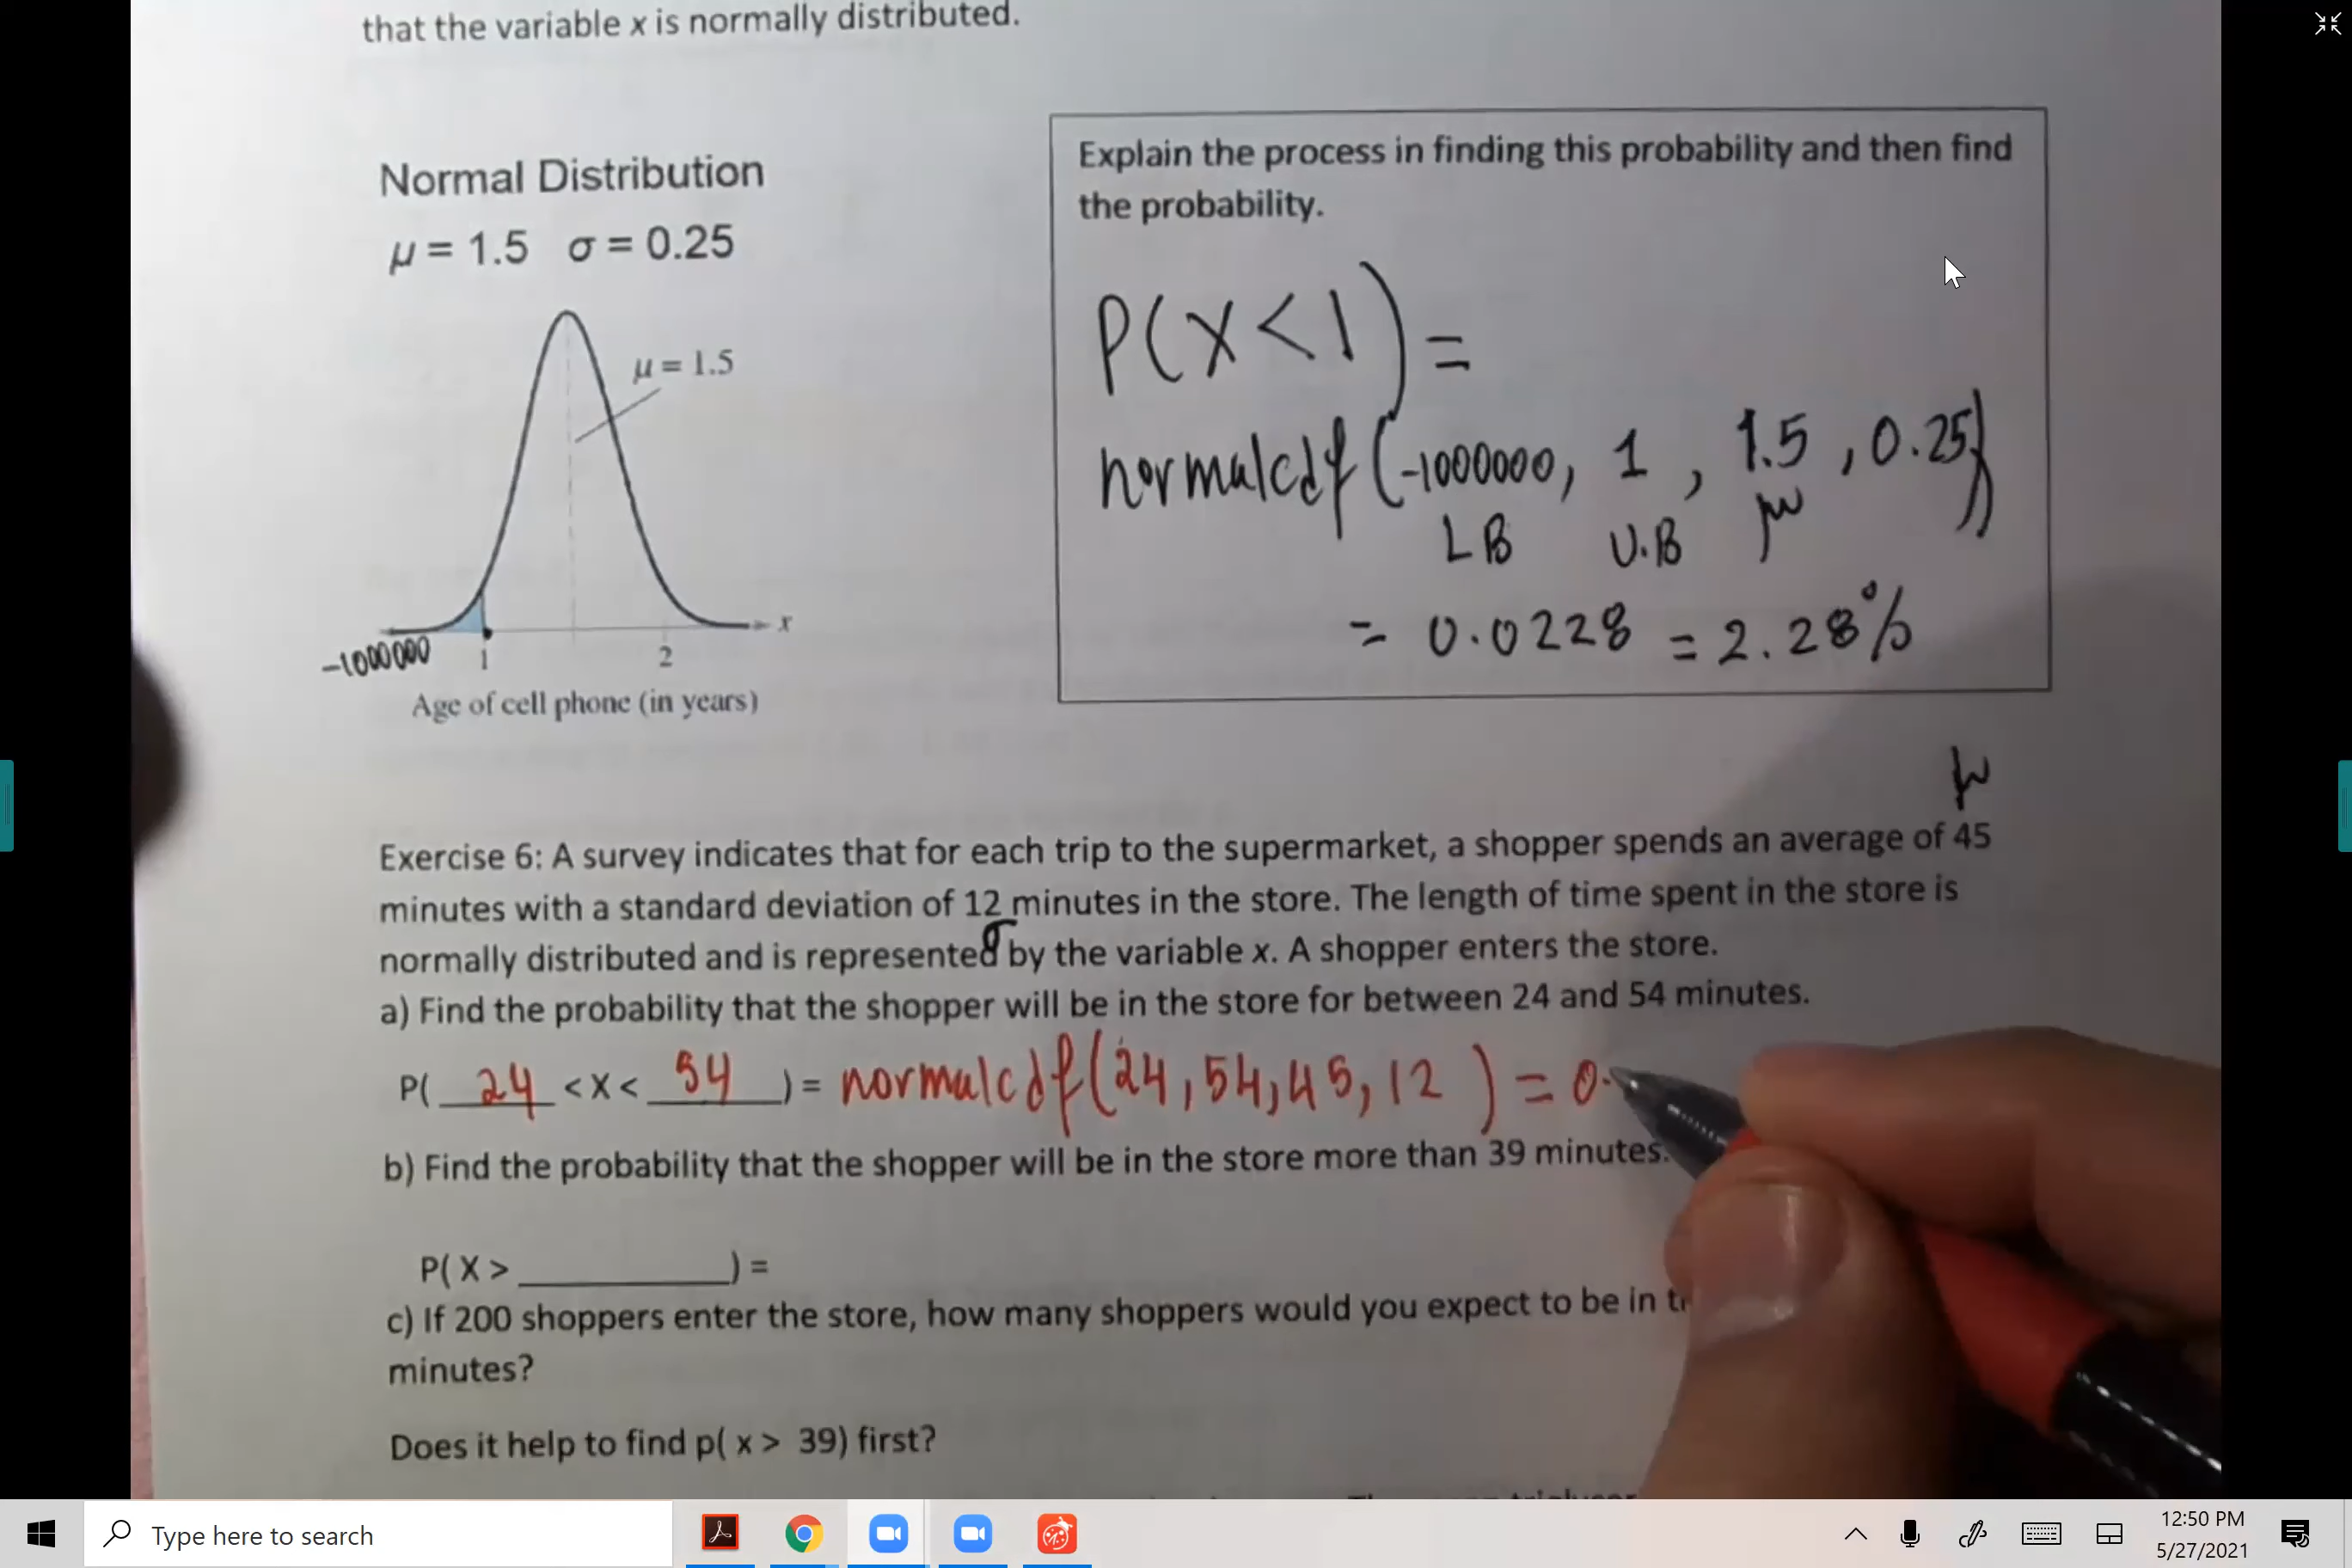 that the variable x is normally distributed.
Normal Distribution
μ = 1.5 σ = 0.25
μ = 1.5
x
-1000000
1
2
Age of cell phone (in years)
Explain the process in finding this probability and then find
the probability.
P(X<1) =
normalcdf(-1000000, 1, 1.5, 0.25)
LB U.B μ
= 0.0228 = 2.28%
μ
Exercise 6: A survey indicates that for each trip to the supermarket, a shopper spends an average of 45
minutes with a standard deviation of 12 minutes in the store. The length of time spent in the store is
σ
normally distributed and is represented by the variable x. A shopper enters the store.
a) Find the probability that the shopper will be in the store for between 24 and 54 minutes.
P( 24 < X < 54 ) = normalcdf(24, 54, 45, 12) = 0.
b) Find the probability that the shopper will be in the store more than 39 minutes.
P( X > ________ ) =
c) If 200 shoppers enter the store, how many shoppers would you expect to be in
minutes?
Does it help to find p( x > 39) first?
Type here to search
12:50 PM
5/27/2021